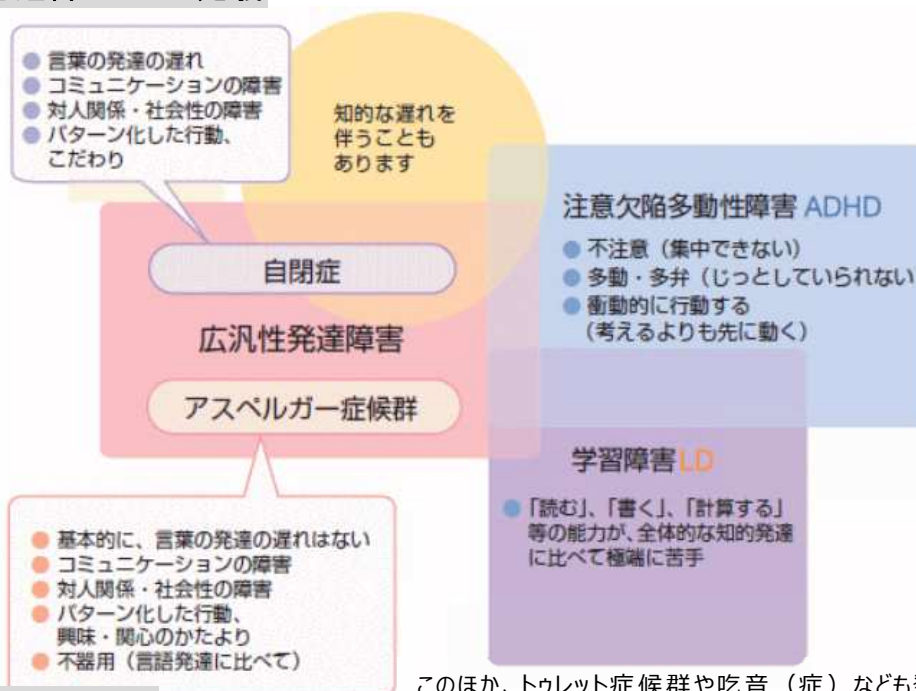 言葉の発達の遅れ
コミュニケーションの障害
対人関係・社会性の障害
パターン化した行動、
こだわり
知的な遅れを
伴うことも
あります
注意欠陥多動性障害 ADHD
不注意（集中できない）
多動・多弁（じっとしていられない）
衝動的に行動する
（考えるよりも先に動く）
自閉症
広汎性発達障害
アスペルガー症候群
学習障害 LD
「読む」、「書く」、「計算する」
等の能力が、全体的な知的発達
に比べて極端に苦手
基本的に、言葉の発達の遅れはない
コミュニケーションの障害
対人関係・社会性の障害
パターン化した行動、
興味・関心のかたより
不器用（言語発達に比べて）
このほか、トゥレット症候群や吃音（症）なども